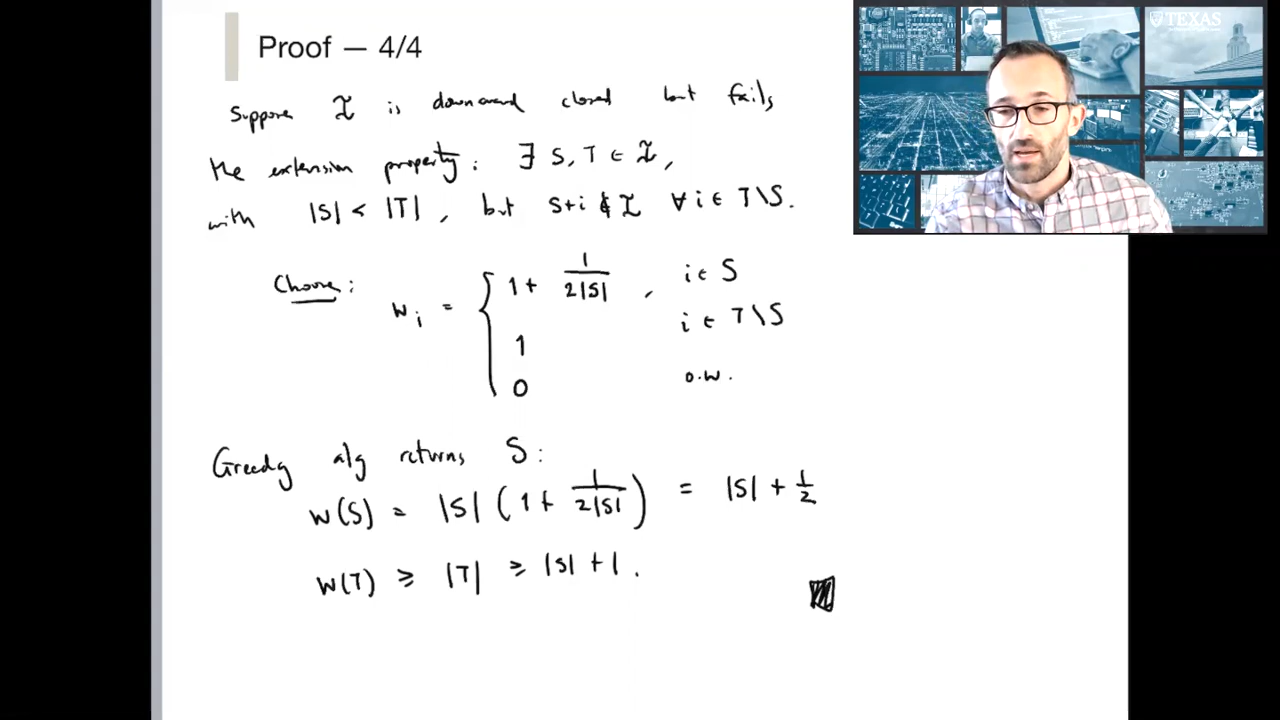 Proof — 4/4
TEXAS
Suppose ℐ is downward closed but fails
the extension property: ∃ S, T ∈ ℐ,
with |S| < |T|, but S+i ∉ ℐ ∀ i ∈ T\S.
Choose: w_i = { 1 + 1/(2|S|), i ∈ S
1 i ∈ T\S
0 o.w.
Greedy alg returns S:
w(S) = |S| (1 + 1/(2|S|)) = |S| + 1/2
w(T) ≥ |T| ≥ |S| + 1.